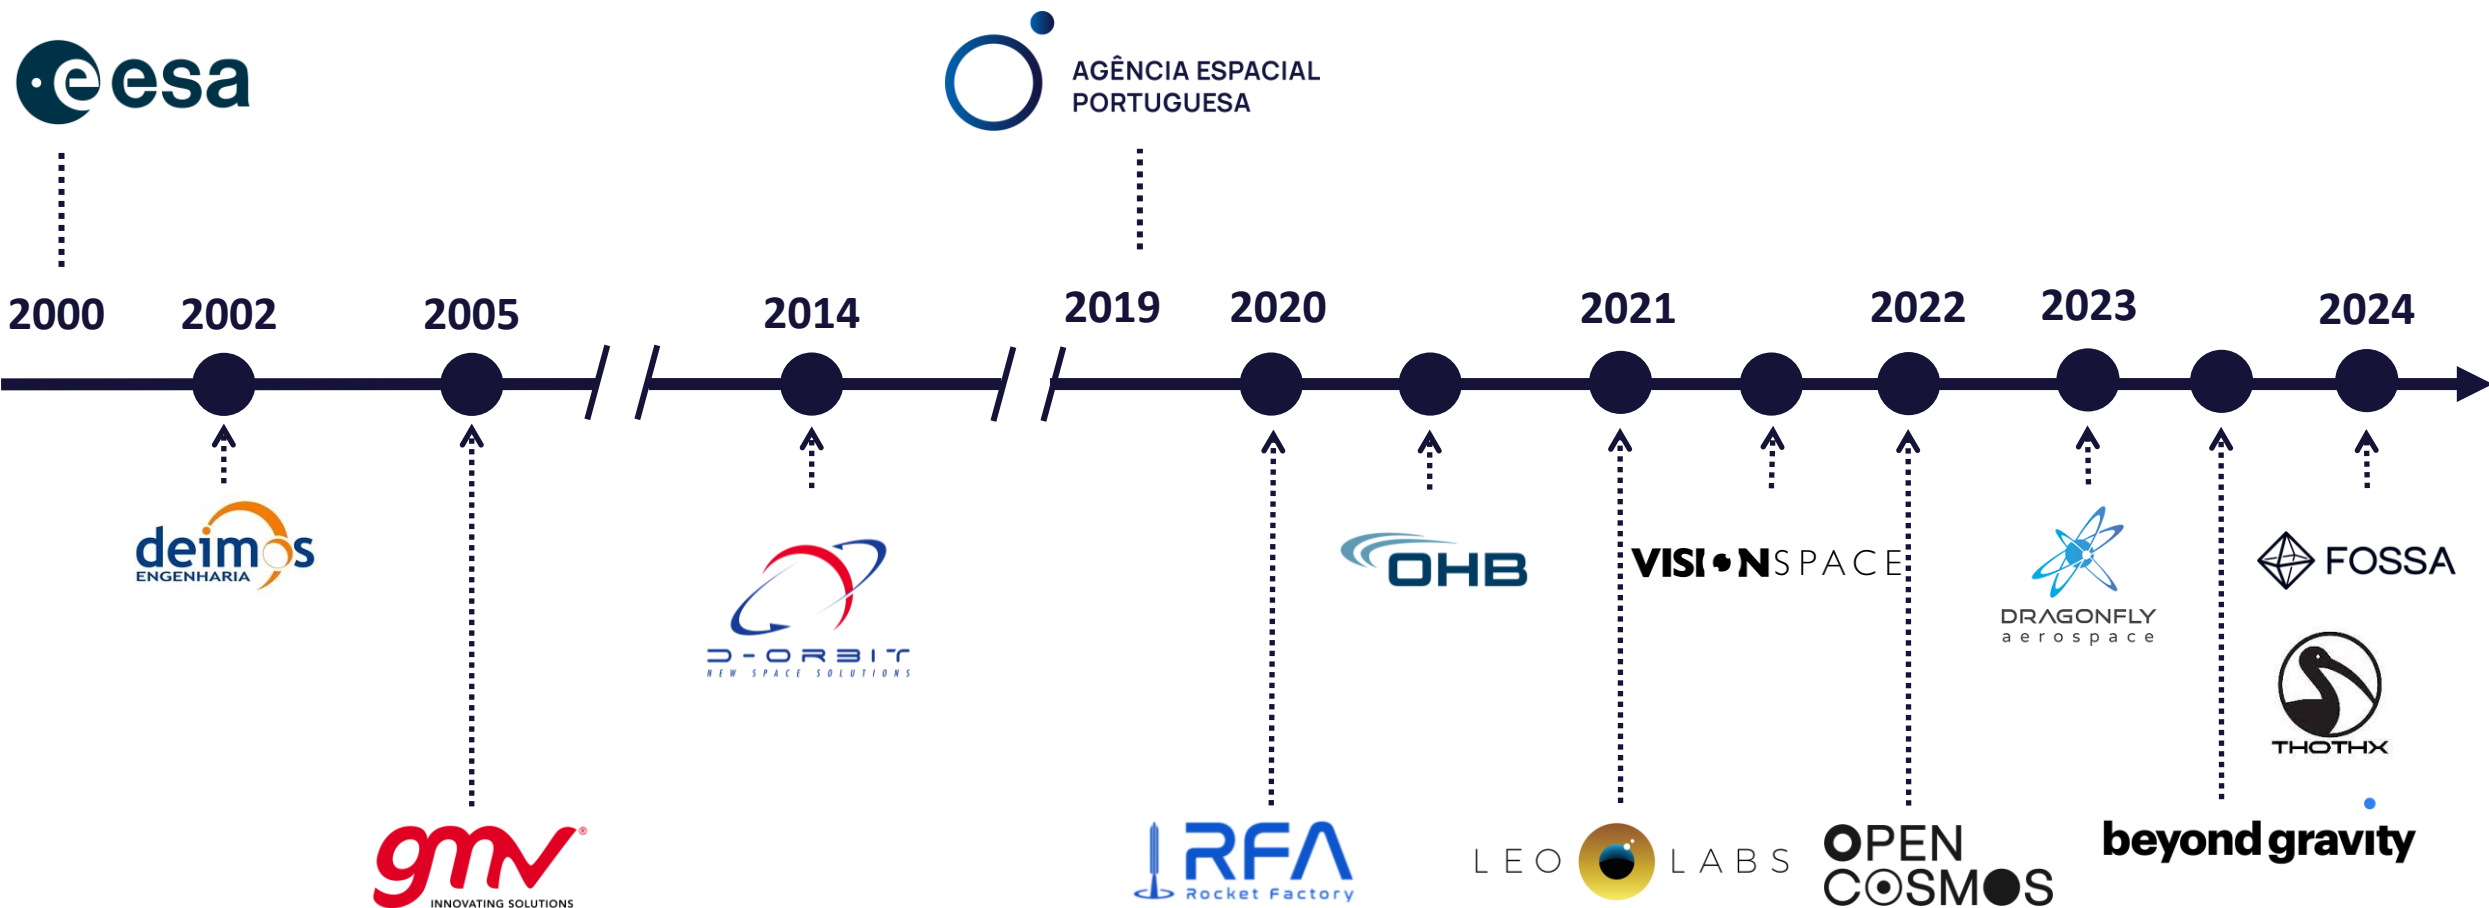 esa
AGÊNCIA ESPACIAL
PORTUGUESA
2000
2002
2005
2014
2019
2020
2021
2022
2023
2024
deimos
ENGENHARIA
D-ORBIT
NEW SPACE SOLUTIONS
OHB
VISIONSPACE
DRAGONFLY
aerospace
FOSSA
THOTHX
gmv®
INNOVATING SOLUTIONS
RFA
Rocket Factory
LEO LABS
OPEN
COSMOS
beyond gravity